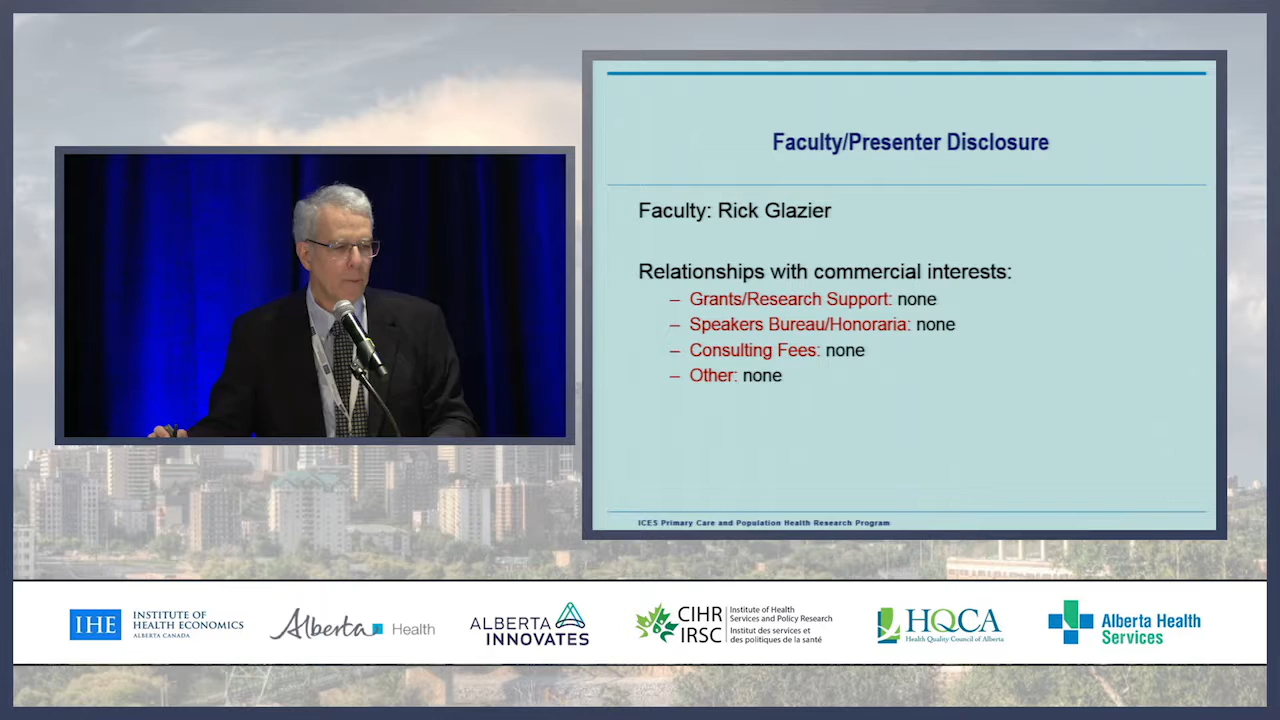 Faculty/Presenter Disclosure
Faculty: Rick Glazier
Relationships with commercial interests:
– Grants/Research Support: none
– Speakers Bureau/Honoraria: none
– Consulting Fees: none
– Other: none
ICES Primary Care and Population Health Research Program
IHE
INSTITUTE OF
HEALTH ECONOMICS
ALBERTA CANADA
Alberta Health
ALBERTA
INNOVATES
CIHR
IRSC
Institute of Health
Services and Policy Research
Institut des services et
des politiques de la santé
HQCA
Health Quality Council of Alberta
Alberta Health
Services